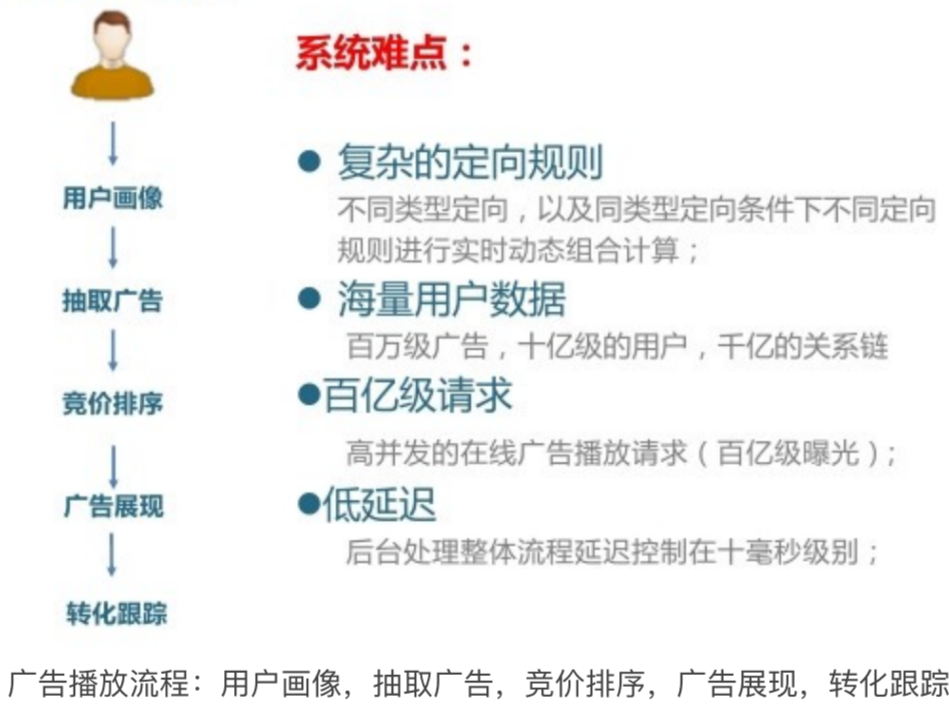 系统难点：
用户画像
抽取广告
竞价排序
广告展现
转化跟踪
● 复杂的定向规则
不同类型定向，以及同类型定向条件下不同定向
规则进行实时动态组合计算；
● 海量用户数据
百万级广告，十亿级的用户，千亿的关系链
●百亿级请求
高并发的在线广告播放请求（百亿级曝光）；
●低延迟
后台处理整体流程延迟控制在十毫秒级别；
广告播放流程：用户画像，抽取广告，竞价排序，广告展现，转化跟踪